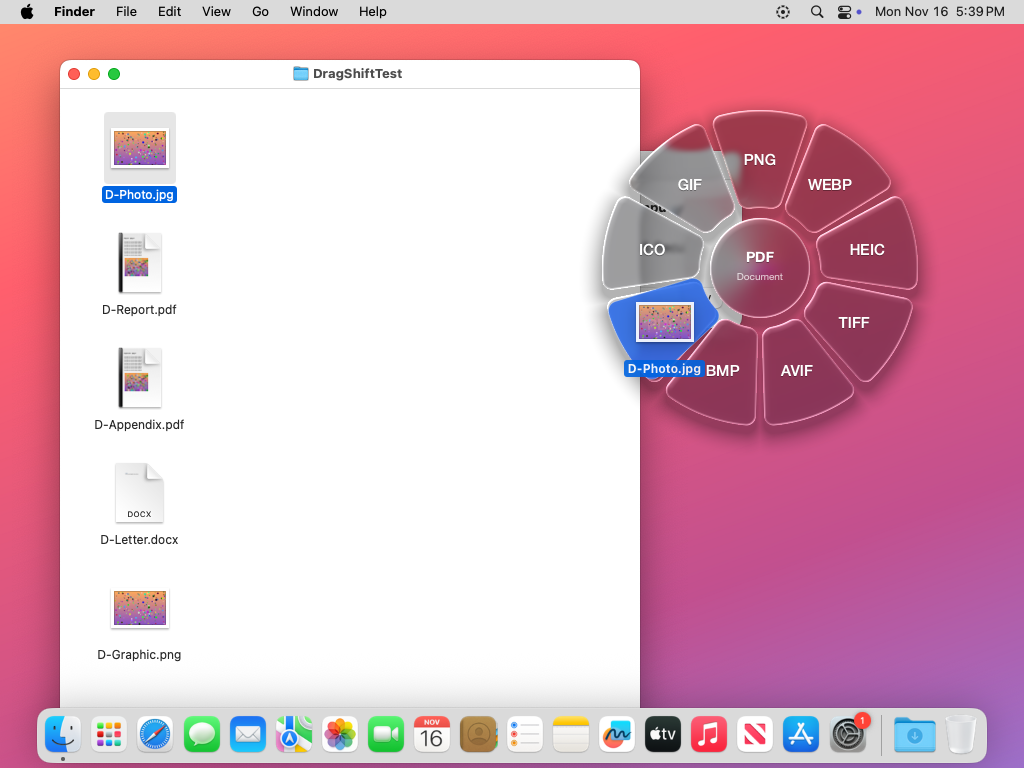 Finder File Edit View Go Window Help Mon Nov 16 5:39 PM
DragShiftTest
D-Photo.jpg
D-Report.pdf
D-Appendix.pdf
DOCX
D-Letter.docx
D-Graphic.png
PNG
GIF
WEBP
ICO
HEIC
PDF
Document
TIFF
D-Photo.jpg
BMP
AVIF
NOV
16
tv
1